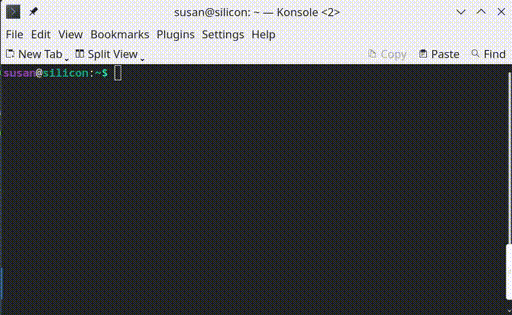 susan@silicon: ~ — Konsole <2>
File Edit View Bookmarks Plugins Settings Help
New Tab Split View Copy Paste Find
susan@silicon:~$